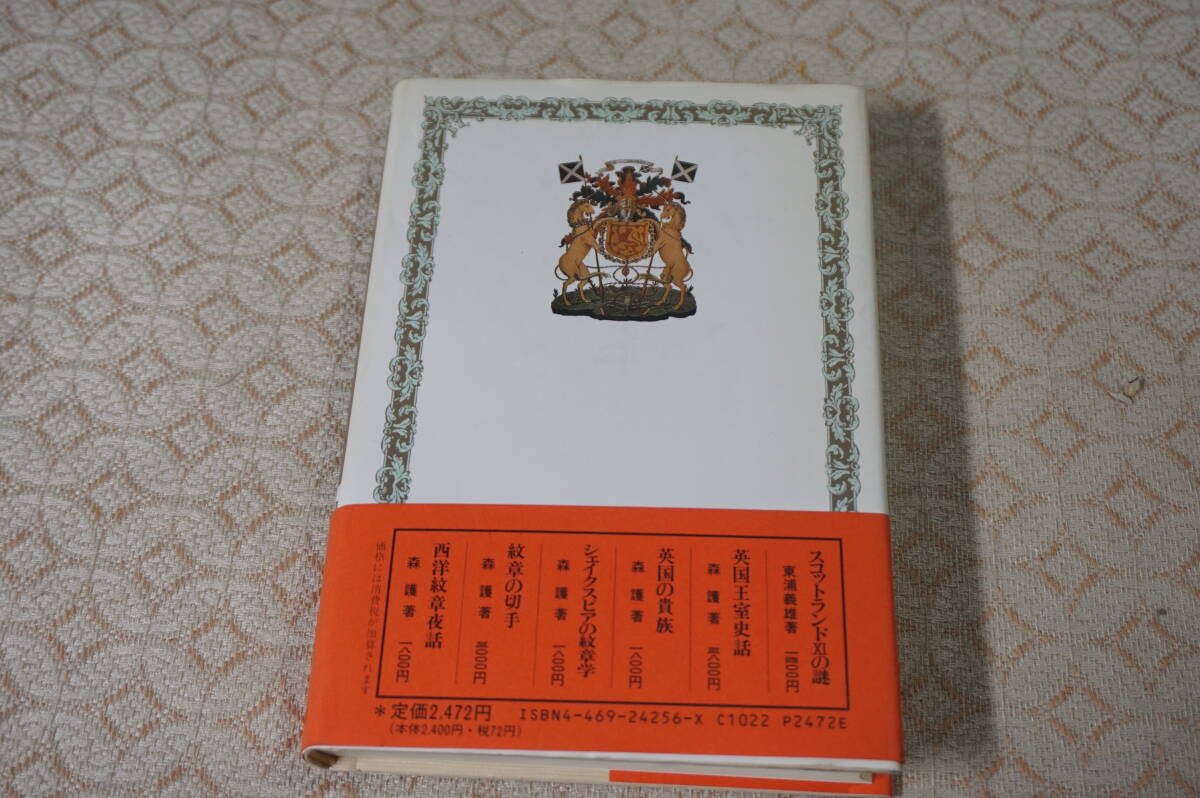 スコットランドXIの謎
東浦義雄著 一四〇〇円
英国王室史話
森護著 三八〇〇円
英国の貴族
森護著 一八〇〇円
シェイクスピアの紋章学
森護著 一八〇〇円
紋章の切手
森護著 三〇〇〇円
西洋紋章夜話
森護著 一八〇〇円
価格には消費税が加算されます
*定価2,472円
(本体2,400円・税72円)
ISBN4-469-24256-X C1022 P2472E